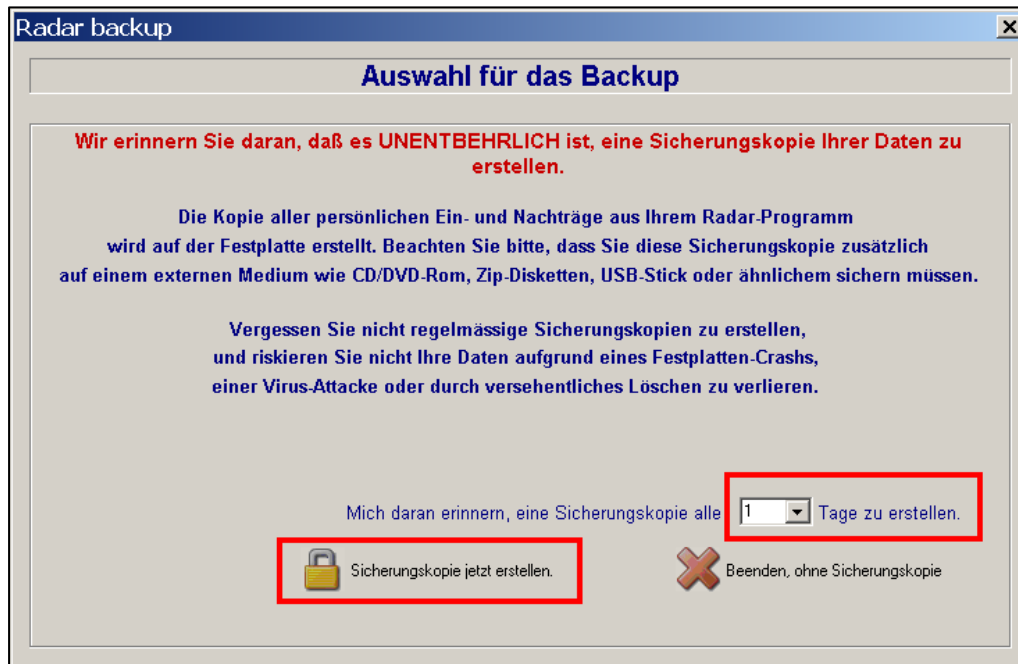 Radar backup
Auswahl für das Backup
Wir erinnern Sie daran, daß es UNENTBEHRLICH ist, eine Sicherungskopie Ihrer Daten zu
erstellen.
Die Kopie aller persönlichen Ein- und Nachträge aus Ihrem Radar-Programm
wird auf der Festplatte erstellt. Beachten Sie bitte, dass Sie diese Sicherungskopie zusätzlich
auf einem externen Medium wie CD/DVD-Rom, Zip-Disketten, USB-Stick oder ähnlichem sichern müssen.
Vergessen Sie nicht regelmässige Sicherungskopien zu erstellen,
und riskieren Sie nicht Ihre Daten aufgrund eines Festplatten-Crashs,
einer Virus-Attacke oder durch versehentliches Löschen zu verlieren.
Mich daran erinnern, eine Sicherungskopie alle 1 Tage zu erstellen.
Sicherungskopie jetzt erstellen. Beenden, ohne Sicherungskopie